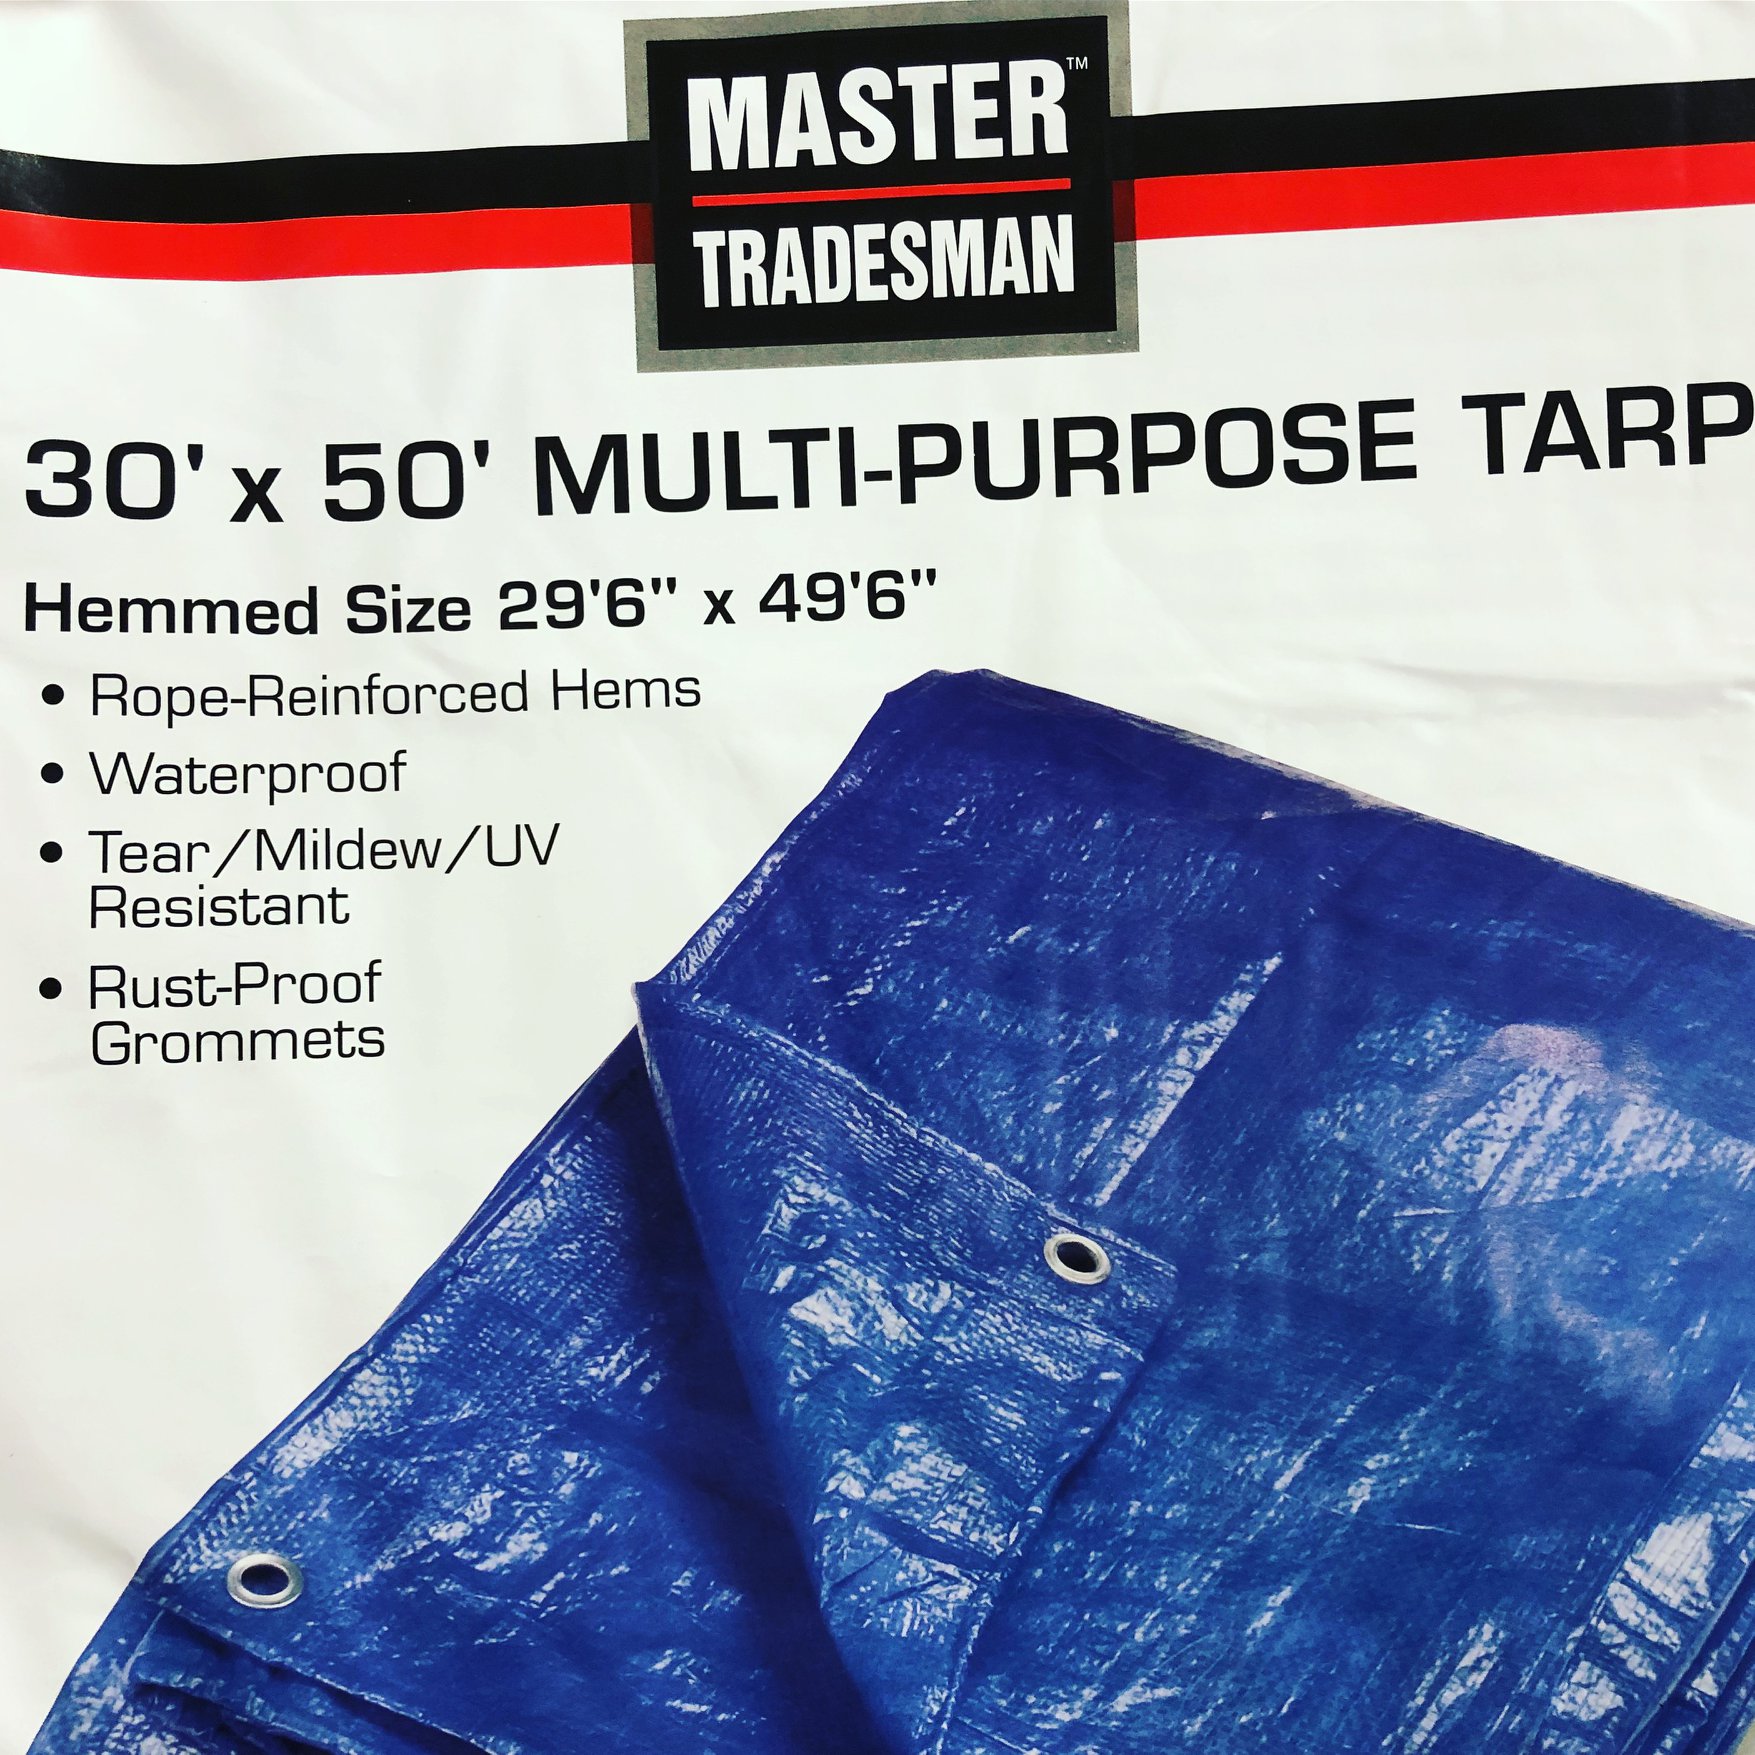 MASTER™
TRADESMAN
30' x 50' MULTI-PURPOSE TARP
Hemmed Size 29'6" x 49'6"
• Rope-Reinforced Hems
• Waterproof
• Tear/Mildew/UV
Resistant
• Rust-Proof
Grommets